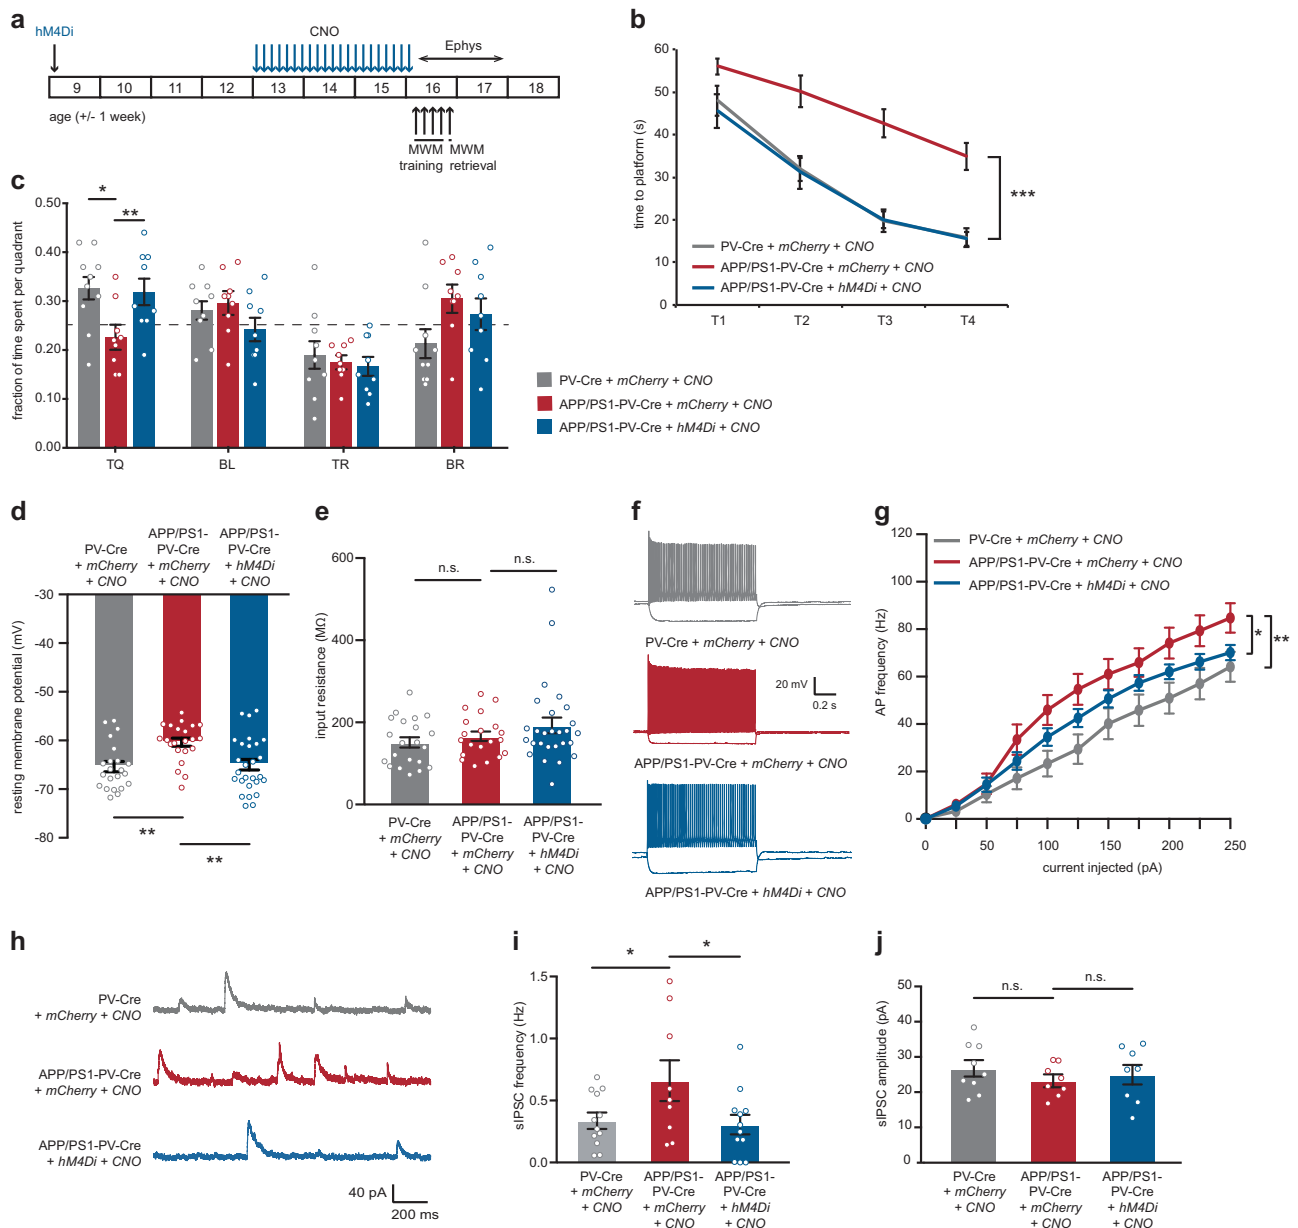 a
hM4Di
CNO
Ephys
9 10 11 12 13 14 15 16 17 18
age (+/- 1 week)
MWM training
MWM retrieval
b
time to platform (s)
60
50
40
30
20
10
0
T1 T2 T3 T4
***
PV-Cre + mCherry + CNO
APP/PS1-PV-Cre + mCherry + CNO
APP/PS1-PV-Cre + hM4Di + CNO
c
fraction of time spent per quadrant
0.50
0.40
0.30
0.20
0.10
0.00
* **
TQ BL TR BR
PV-Cre + mCherry + CNO
APP/PS1-PV-Cre + mCherry + CNO
APP/PS1-PV-Cre + hM4Di + CNO
d
PV-Cre
+ mCherry
+ CNO
APP/PS1-
PV-Cre
+ mCherry
+ CNO
APP/PS1-
PV-Cre
+ hM4Di
+ CNO
resting membrane potential (mV)
-30
-40
-50
-60
-70
-80
**
**
e
input resistance (MΩ)
600
400
200
0
n.s. n.s.
PV-Cre
+ mCherry
+ CNO
APP/PS1-
PV-Cre
+ mCherry
+ CNO
APP/PS1-
PV-Cre
+ hM4Di
+ CNO
f
PV-Cre + mCherry + CNO
20 mV
0.2 s
APP/PS1-PV-Cre + mCherry + CNO
APP/PS1-PV-Cre + hM4Di + CNO
g
AP frequency (Hz)
120
100
80
60
40
20
0
PV-Cre + mCherry + CNO
APP/PS1-PV-Cre + mCherry + CNO
APP/PS1-PV-Cre + hM4Di + CNO
* **
0 50 100 150 200 250
current injected (pA)
h
PV-Cre
+ mCherry + CNO
APP/PS1-PV-Cre
+ mCherry + CNO
APP/PS1-PV-Cre
+ hM4Di + CNO
40 pA
200 ms
i
sIPSC frequency (Hz)
1.5
1.0
0.5
0.0
* *
PV-Cre
+ mCherry
+ CNO
APP/PS1-
PV-Cre
+ mCherry
+ CNO
APP/PS1-
PV-Cre
+ hM4Di
+ CNO
j
sIPSC amplitude (pA)
50
40
30
20
10
0
n.s. n.s.
PV-Cre
+ mCherry
+ CNO
APP/PS1-
PV-Cre
+ mCherry
+ CNO
APP/PS1-
PV-Cre
+ hM4Di
+ CNO